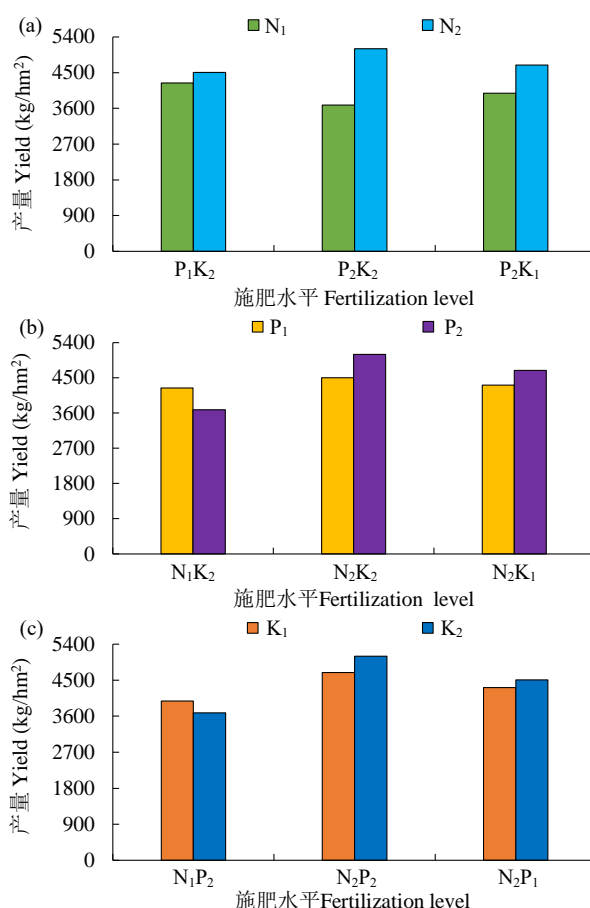 (a)
N₁ N₂
产量 Yield (kg/hm²)
5400
4500
3600
2700
1800
900
0
P₁K₂ P₂K₂ P₂K₁
施肥水平 Fertilization level
(b)
P₁ P₂
产量 Yield (kg/hm²)
5400
4500
3600
2700
1800
900
0
N₁K₂ N₂K₂ N₂K₁
施肥水平Fertilization level
(c)
K₁ K₂
产量 Yield (kg/hm²)
5400
4500
3600
2700
1800
900
0
N₁P₂ N₂P₂ N₂P₁
施肥水平Fertilization level